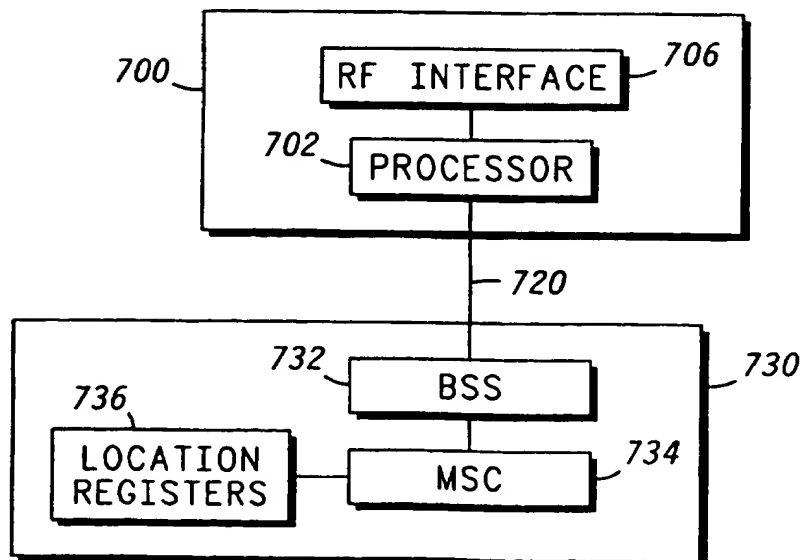 700
RF INTERFACE
706
702
PROCESSOR
720
732
BSS
730
736
LOCATION
REGISTERS
MSC
734